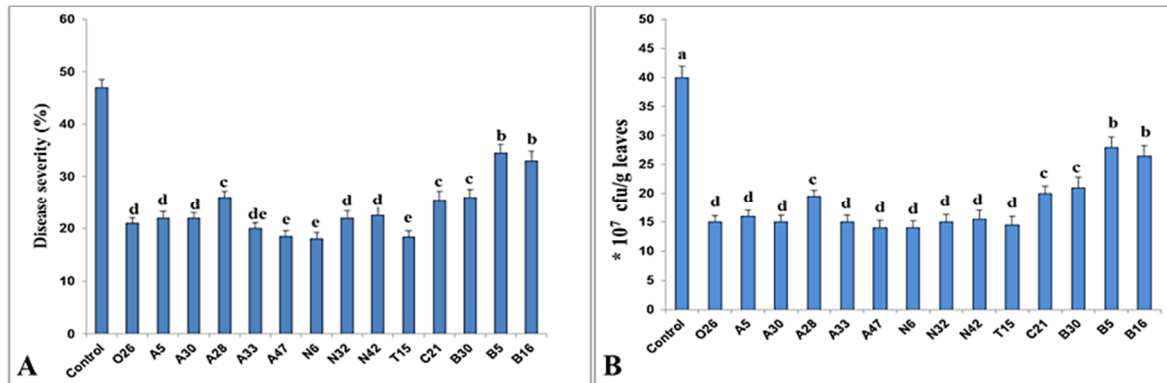 60
50
40
30
20
10
0
Disease severity (%)
d
d
d
c
de
e
e
d
d
e
c
c
b
b
Control
O26
A5
A30
A28
A33
A47
N6
N32
N42
T15
C21
B30
B5
B16
A
50
45
40
35
30
25
20
15
10
5
0
* 10⁷ cfu/g leaves
a
d
d
d
c
d
d
d
d
d
d
c
c
b
b
Control
O26
A5
A30
A28
A33
A47
N6
N32
N42
T15
C21
B30
B5
B16
B